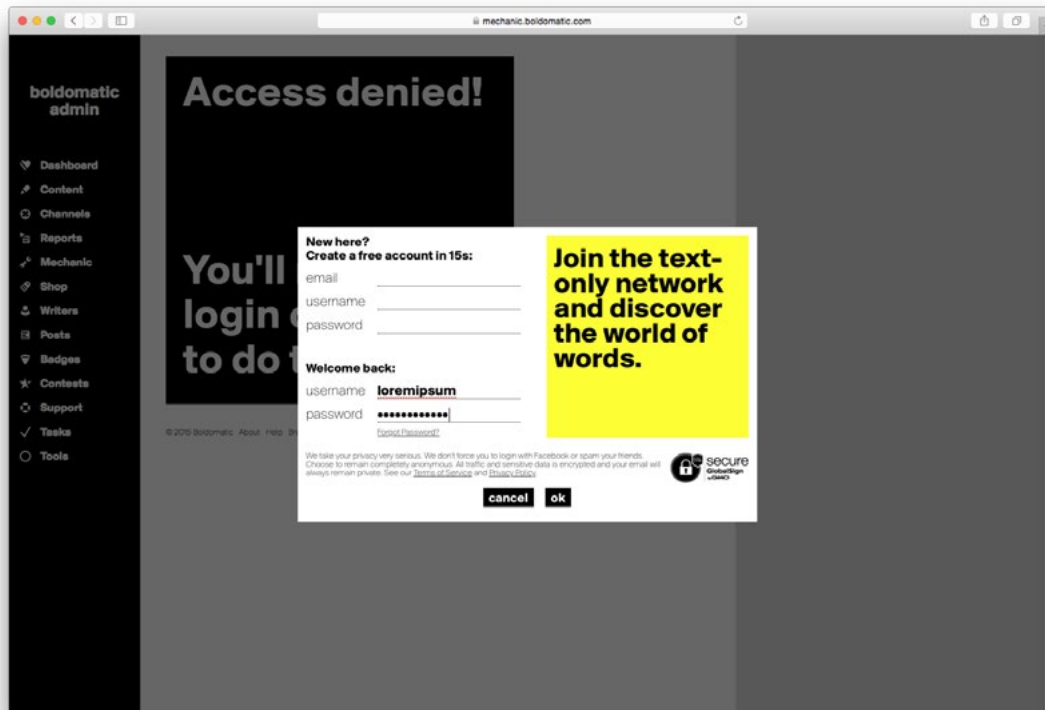 mechanic.boldomatic.com
boldomatic
admin
Dashboard
Content
Channels
Reports
Mechanic
Shop
Writers
Posts
Badges
Contests
Support
Tasks
Tools
Access denied!
You'll
login
to do
© 2015 Boldomatic About Help
New here?
Create a free account in 15s:
email
username
password
Welcome back:
username loremipsum
password ••••••••••••
Forgot Password?
Join the text-
only network
and discover
the world of
words.
We take your privacy very serious. We don't force you to login with Facebook or spam your friends.
Choose to remain completely anonymous. All traffic and sensitive data is encrypted and your email will
always remain private. See our Terms of Service and Privacy Policy.
secure
GlobalSign
by GMO
cancel ok